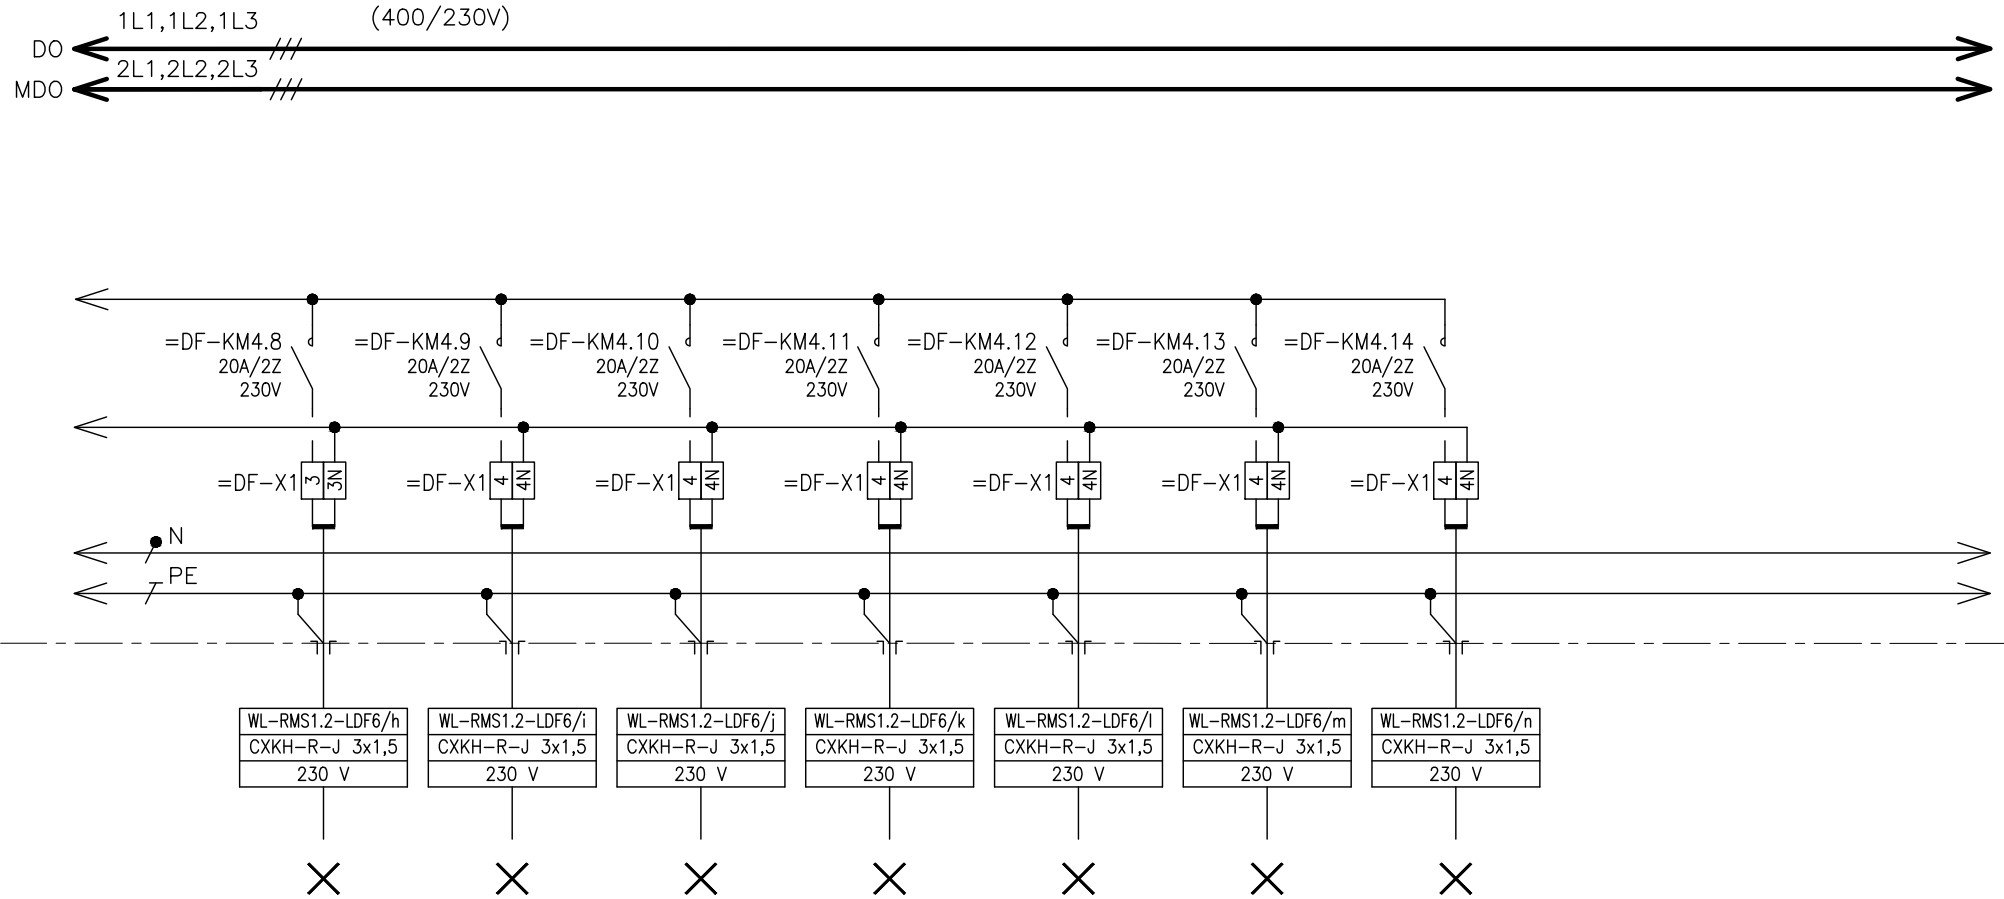 1L1,1L2,1L3 (400/230V)
DO
2L1,2L2,2L3
MDO
=DF-KM4.8 =DF-KM4.9 =DF-KM4.10 =DF-KM4.11 =DF-KM4.12 =DF-KM4.13 =DF-KM4.14
20A/2Z 20A/2Z 20A/2Z 20A/2Z 20A/2Z 20A/2Z 20A/2Z
230V 230V 230V 230V 230V 230V 230V
=DF-X1 3 3N =DF-X1 4 4N =DF-X1 4 4N =DF-X1 4 4N =DF-X1 4 4N =DF-X1 4 4N =DF-X1 4 4N
N
PE
WL-RMS1.2-LDF6/h WL-RMS1.2-LDF6/i WL-RMS1.2-LDF6/j WL-RMS1.2-LDF6/k WL-RMS1.2-LDF6/l WL-RMS1.2-LDF6/m WL-RMS1.2-LDF6/n
CXKH-R-J 3x1,5 CXKH-R-J 3x1,5 CXKH-R-J 3x1,5 CXKH-R-J 3x1,5 CXKH-R-J 3x1,5 CXKH-R-J 3x1,5 CXKH-R-J 3x1,5
230 V 230 V 230 V 230 V 230 V 230 V 230 V